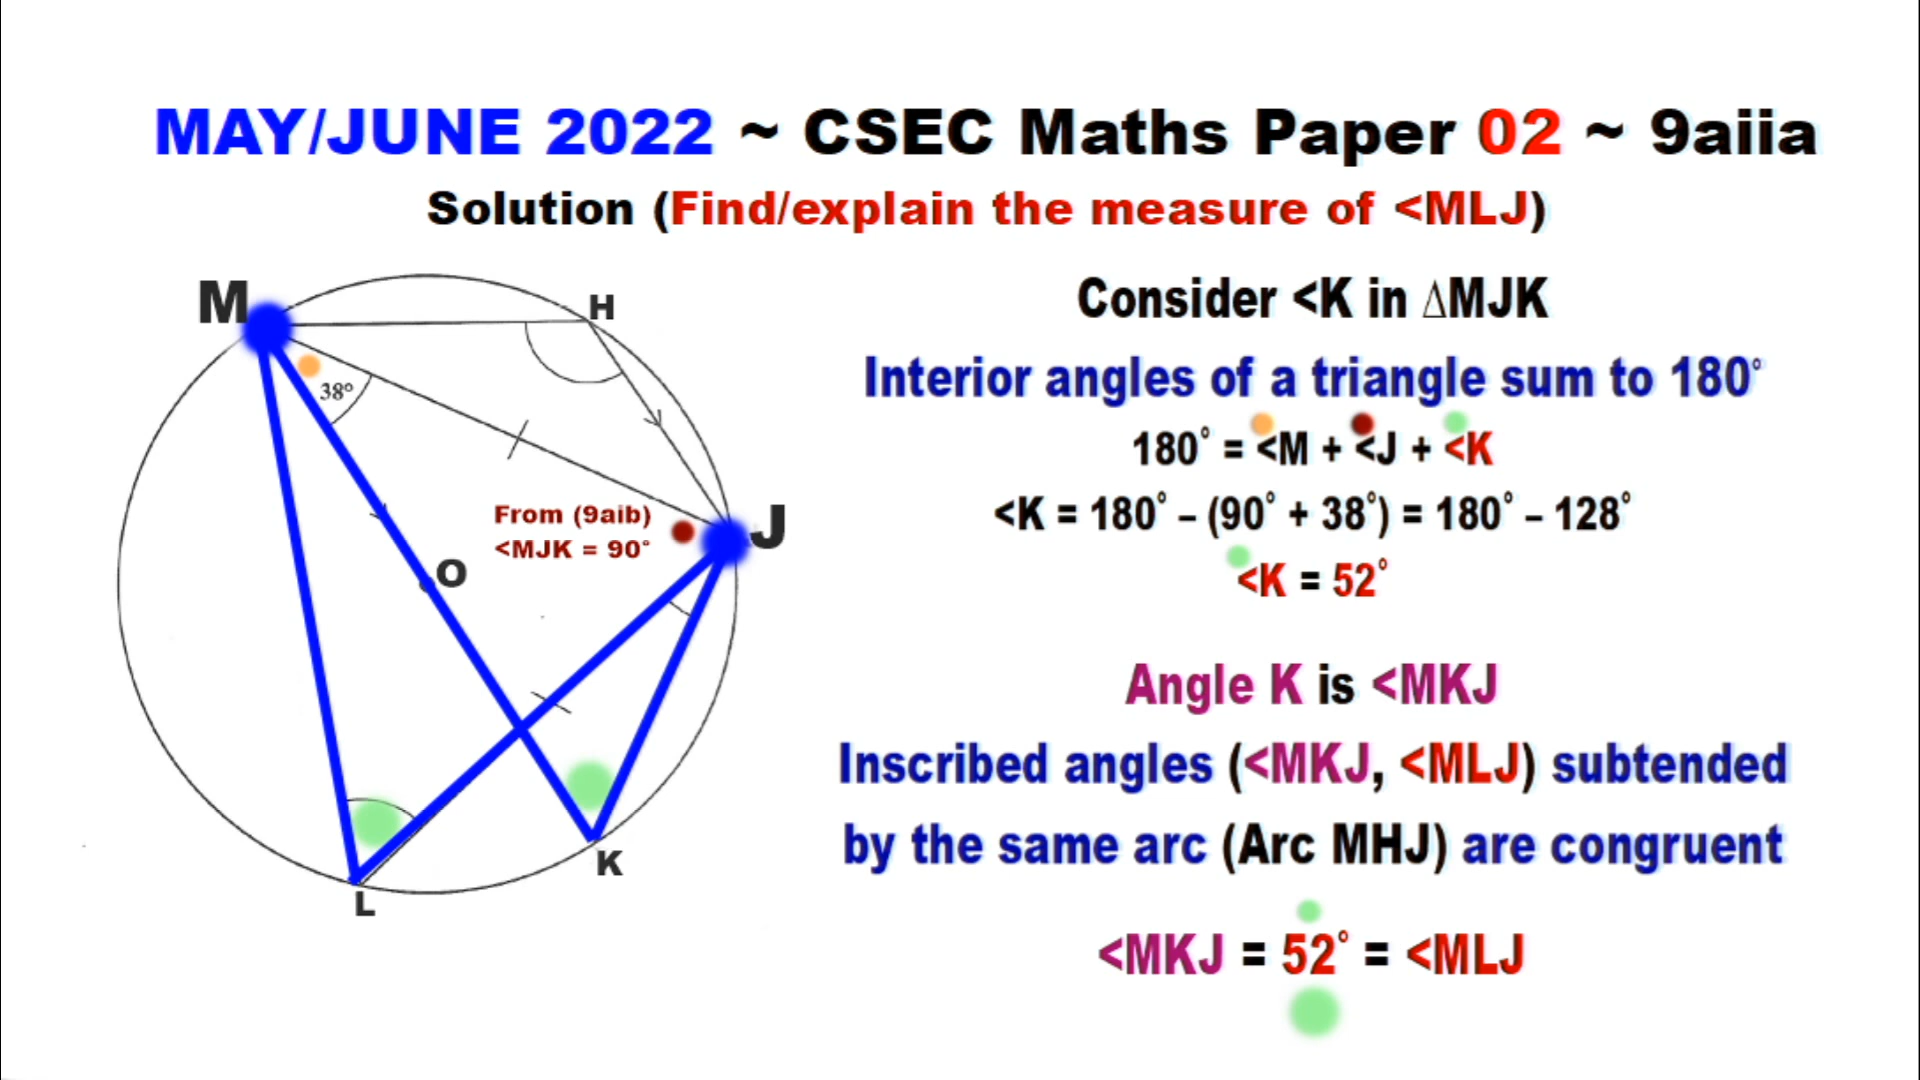 MAY/JUNE 2022 ~ CSEC Maths Paper 02 ~ 9aiia
Solution (Find/explain the measure of <MLJ)
M
H
38°
J
From (9aib)
<MJK = 90°
O
K
L
Consider <K in ΔMJK
Interior angles of a triangle sum to 180°
180° = <M + <J + <K
<K = 180° – (90° + 38°) = 180° – 128°
<K = 52°
Angle K is <MKJ
Inscribed angles (<MKJ, <MLJ) subtended
by the same arc (Arc MHJ) are congruent
<MKJ = 52° = <MLJ